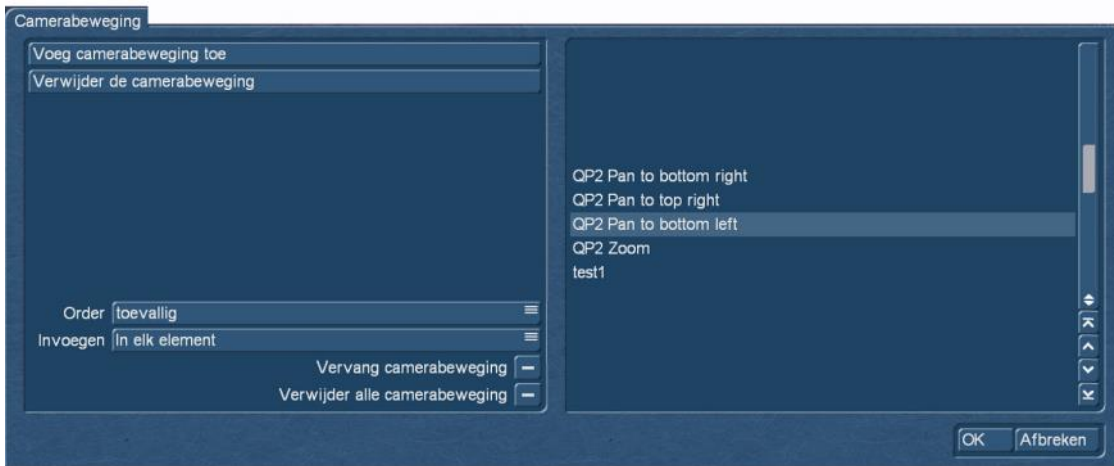 Camerabeweging
Voeg camerabeweging toe
Verwijder de camerabeweging
Order toevallig
Invoegen In elk element
Vervang camerabeweging
Verwijder alle camerabeweging
QP2 Pan to bottom right
QP2 Pan to top right
QP2 Pan to bottom left
QP2 Zoom
test1
OK Afbreken